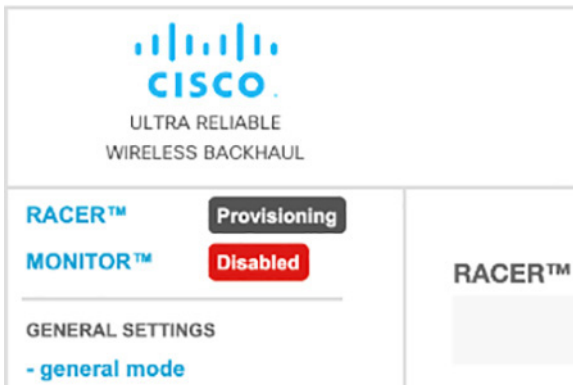 CISCO
ULTRA RELIABLE
WIRELESS BACKHAUL
RACER™ Provisioning
MONITOR™ Disabled
RACER™
GENERAL SETTINGS
- general mode